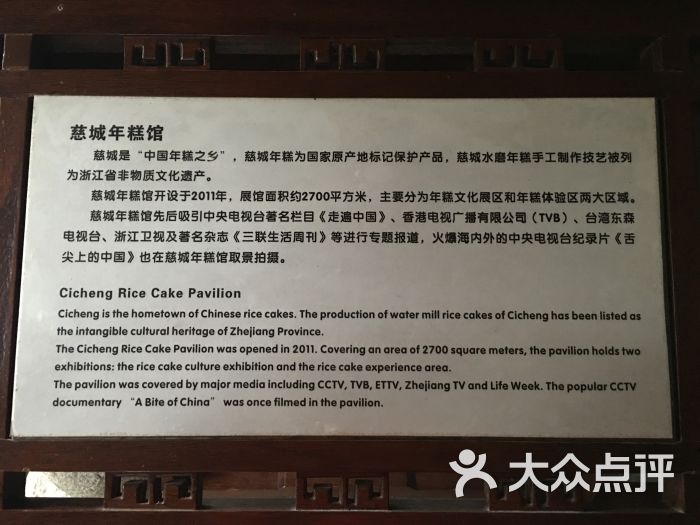 慈城年糕馆
慈城是“中国年糕之乡”，慈城年糕为国家原产地标记保护产品，慈城水磨年糕手工制作技艺被列
为浙江省非物质文化遗产。
慈城年糕馆开设于2011年，展馆面积约2700平方米，主要分为年糕文化展区和年糕体验区两大区域。
慈城年糕馆先后吸引中央电视台著名栏目《走遍中国》、香港电视广播有限公司（TVB）、台湾东森
电视台、浙江卫视及著名杂志《三联生活周刊》等进行专题报道，火爆海内外的中央电视台纪录片《舌
尖上的中国》也在慈城年糕馆取景拍摄。
Cicheng Rice Cake Pavilion
Cicheng is the hometown of Chinese rice cakes. The production of water mill rice cakes of Cicheng has been listed as
the intangible cultural heritage of Zhejiang Province.
The Cicheng Rice Cake Pavilion was opened in 2011. Covering an area of 2700 square meters, the pavilion holds two
exhibitions: the rice cake culture exhibition and the rice cake experience area.
The pavilion was covered by major media including CCTV, TVB, ETTV, Zhejiang TV and Life Week. The popular CCTV
documentary “A Bite of China” was once filmed in the pavilion.
大众点评